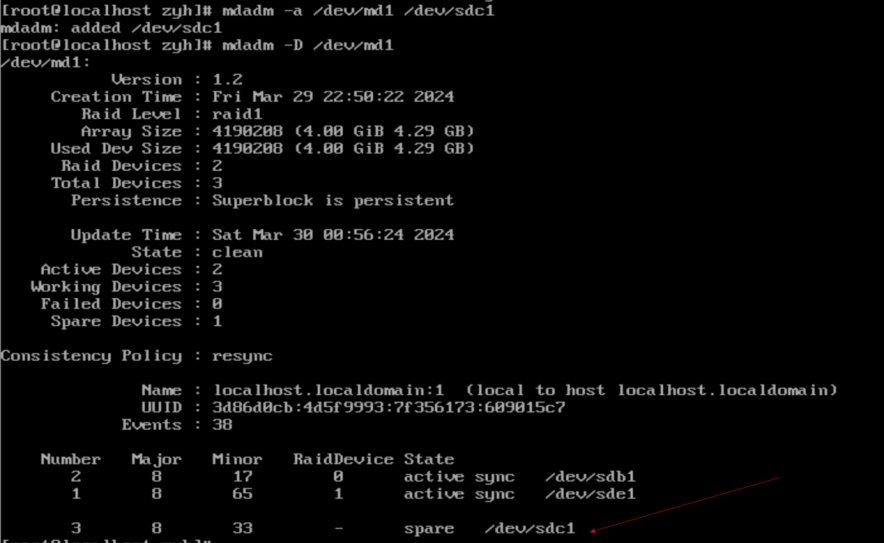 [root@localhost zyh]# mdadm -a /dev/md1 /dev/sdc1
mdadm: added /dev/sdc1
[root@localhost zyh]# mdadm -D /dev/md1
/dev/md1:
Version : 1.2
Creation Time : Fri Mar 29 22:50:22 2024
Raid Level : raid1
Array Size : 4190208 (4.00 GiB 4.29 GB)
Used Dev Size : 4190208 (4.00 GiB 4.29 GB)
Raid Devices : 2
Total Devices : 3
Persistence : Superblock is persistent
Update Time : Sat Mar 30 00:56:24 2024
State : clean
Active Devices : 2
Working Devices : 3
Failed Devices : 0
Spare Devices : 1
Consistency Policy : resync
Name : localhost.localdomain:1 (local to host localhost.localdomain)
UUID : 3d86d0cb:4d5f9993:7f356173:609015c7
Events : 38
Number Major Minor RaidDevice State
2 8 17 0 active sync /dev/sdb1
1 8 65 1 active sync /dev/sde1
3 8 33 - spare /dev/sdc1